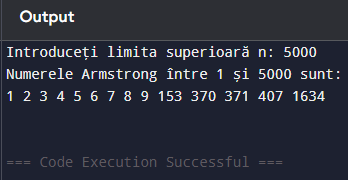 Output
Introduceți limita superioară n: 5000
Numerele Armstrong între 1 și 5000 sunt:
1 2 3 4 5 6 7 8 9 153 370 371 407 1634
=== Code Execution Successful ===